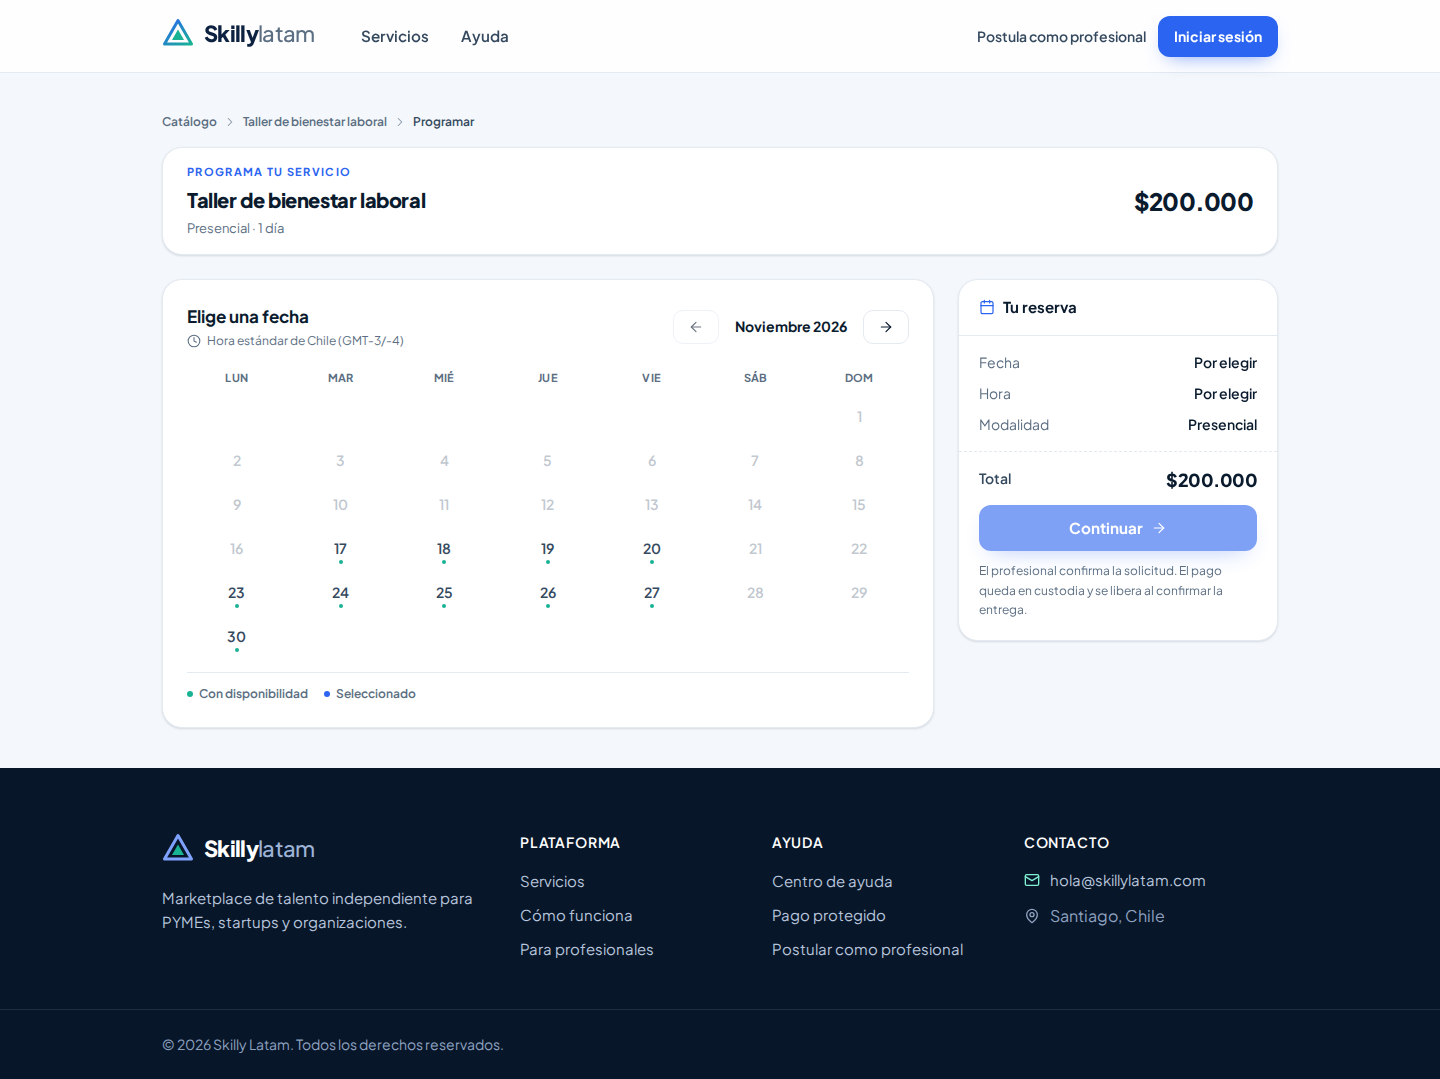 Skillylatam
Servicios
Ayuda
Postula como profesional
Iniciar sesión
Catálogo > Taller de bienestar laboral > Programar
PROGRAMA TU SERVICIO
Taller de bienestar laboral
$200.000
Presencial · 1 día
Elige una fecha
Hora estándar de Chile (GMT-3/-4)
Noviembre 2026
LUN MAR MIÉ JUE VIE SÁB DOM
1
2 3 4 5 6 7 8
9 10 11 12 13 14 15
16 17 18 19 20 21 22
23 24 25 26 27 28 29
30
Con disponibilidad
Seleccionado
Tu reserva
Fecha Por elegir
Hora Por elegir
Modalidad Presencial
Total $200.000
Continuar
El profesional confirma la solicitud. El pago
queda en custodia y se libera al confirmar la
entrega.
Skillylatam
Marketplace de talento independiente para
PYMEs, startups y organizaciones.
PLATAFORMA
Servicios
Cómo funciona
Para profesionales
AYUDA
Centro de ayuda
Pago protegido
Postular como profesional
CONTACTO
hola@skillylatam.com
Santiago, Chile
© 2026 Skilly Latam. Todos los derechos reservados.